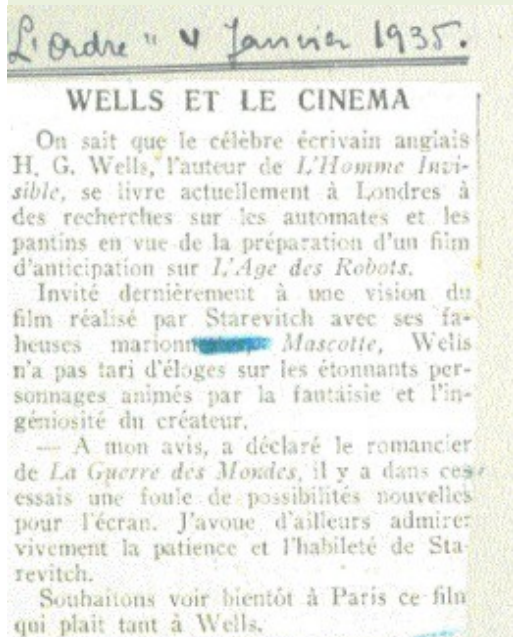 L'Ordre" 4 Janvier 1935.
WELLS ET LE CINEMA
On sait que le célèbre écrivain anglais
H. G. Wells, l'auteur de L'Homme Invi-
sible, se livre actuellement à Londres à
des recherches sur les automates et les
pantins en vue de la préparation d'un film
d'anticipation sur L'Age des Robots.
Invité dernièrement à une vision du
film réalisé par Starevitch avec ses fa-
heuses Mascotte, Wells
n'a pas tari d'éloges sur les étonnants per-
sonnages animés par la fantaisie et l'in-
géniosité du créateur.
— A mon avis, a déclaré le romancier
de La Guerre des Mondes, il y a dans ces
essais une foule de possibilités nouvelles
pour l'écran. J'avoue d'ailleurs admirer
vivement la patience et l'habileté de Sta-
revitch.
Souhaitons voir bientôt à Paris ce film
qui plait tant à Wells.